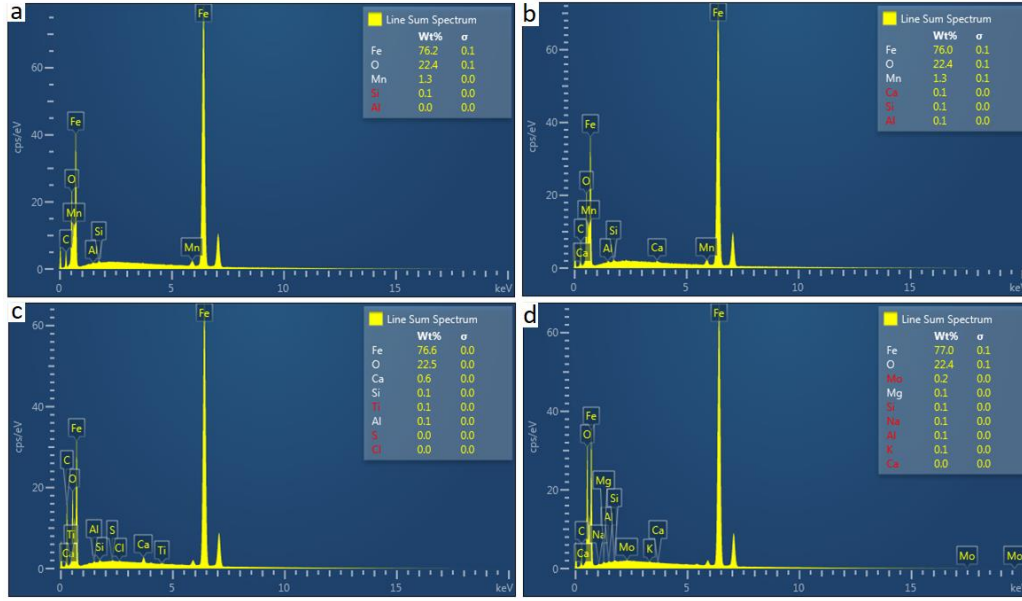 a
Line Sum Spectrum
Wt% σ
Fe 76.2 0.1
O 22.4 0.1
Mn 1.3 0.0
Si 0.1 0.0
Al 0.0 0.0
cps/eV
60
40
20
0
Fe
Fe
O
Mn
C
Al
Si
Mn
0 5 10 15 keV
b
Line Sum Spectrum
Wt% σ
Fe 76.0 0.1
O 22.4 0.1
Mn 1.3 0.1
Ca 0.1 0.0
Si 0.1 0.0
Al 0.1 0.0
cps/eV
60
40
20
0
Fe
Fe
O
Mn
C
Ca
Al
Si
Ca
Mn
0 5 10 15 keV
c
Line Sum Spectrum
Wt% σ
Fe 76.6 0.0
O 22.5 0.0
Ca 0.6 0.0
Si 0.1 0.0
Ti 0.1 0.0
Al 0.1 0.0
S 0.0 0.0
Cl 0.0 0.0
cps/eV
60
40
20
0
Fe
Fe
C
O
Ti
Ca
Al
Si
S
Cl
Ca
Ti
0 5 10 15 keV
d
Line Sum Spectrum
Wt% σ
Fe 77.0 0.1
O 22.4 0.1
Mo 0.2 0.0
Mg 0.1 0.0
Si 0.1 0.0
Na 0.1 0.0
Al 0.1 0.0
K 0.1 0.0
Ca 0.0 0.0
cps/eV
60
40
20
0
Fe
Fe
O
Mg
Si
Al
C
Na
Ca
Mo
K
Ca
Mo
Mo
0 5 10 15 keV